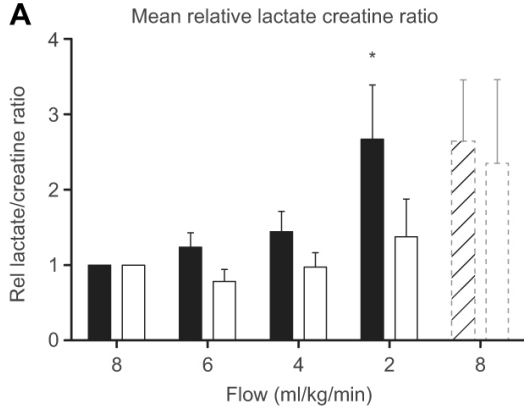 A
Mean relative lactate creatine ratio
Rel lactate/creatine ratio
4
3
2
1
0
*
8 6 4 2 8
Flow (ml/kg/min)